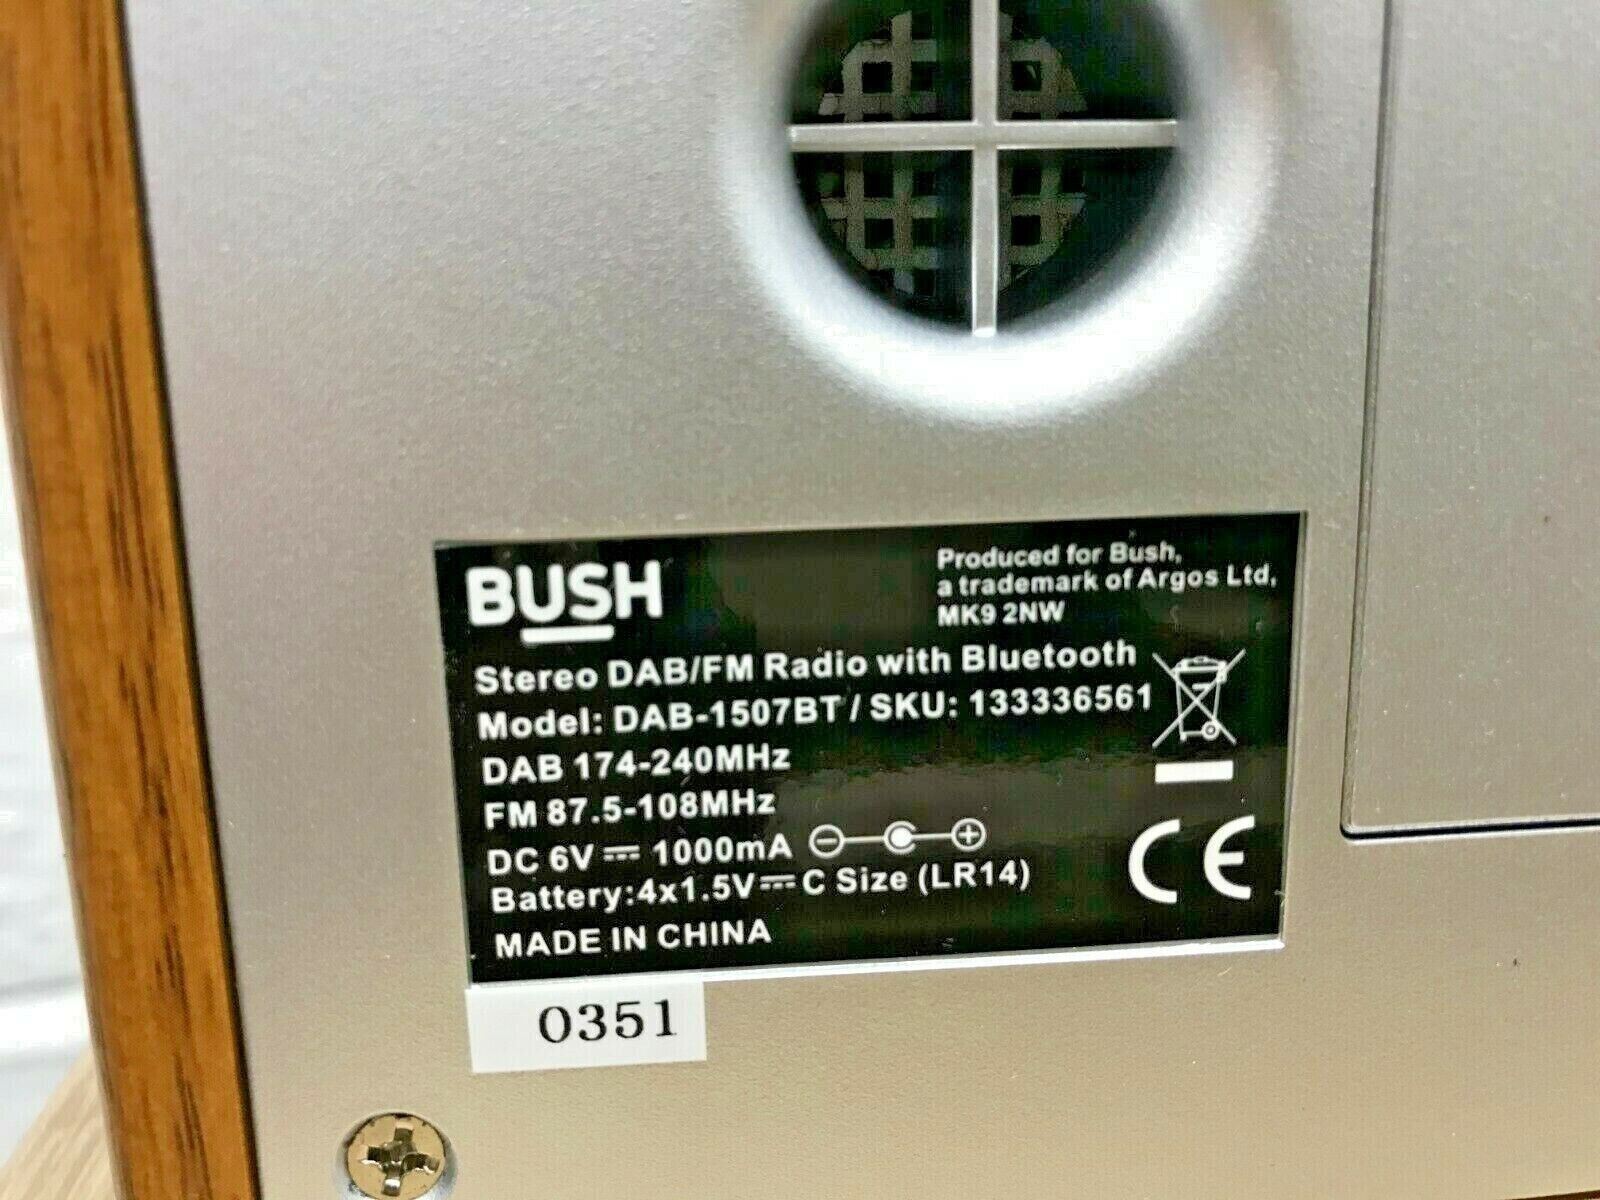 BUSH
Produced for Bush,
a trademark of Argos Ltd,
MK9 2NW
Stereo DAB/FM Radio with Bluetooth
Model: DAB-1507BT / SKU: 133336561
DAB 174-240MHz
FM 87.5-108MHz
DC 6V ⎓ 1000mA
Battery:4x1.5V⎓C Size (LR14)
MADE IN CHINA
CE
0351